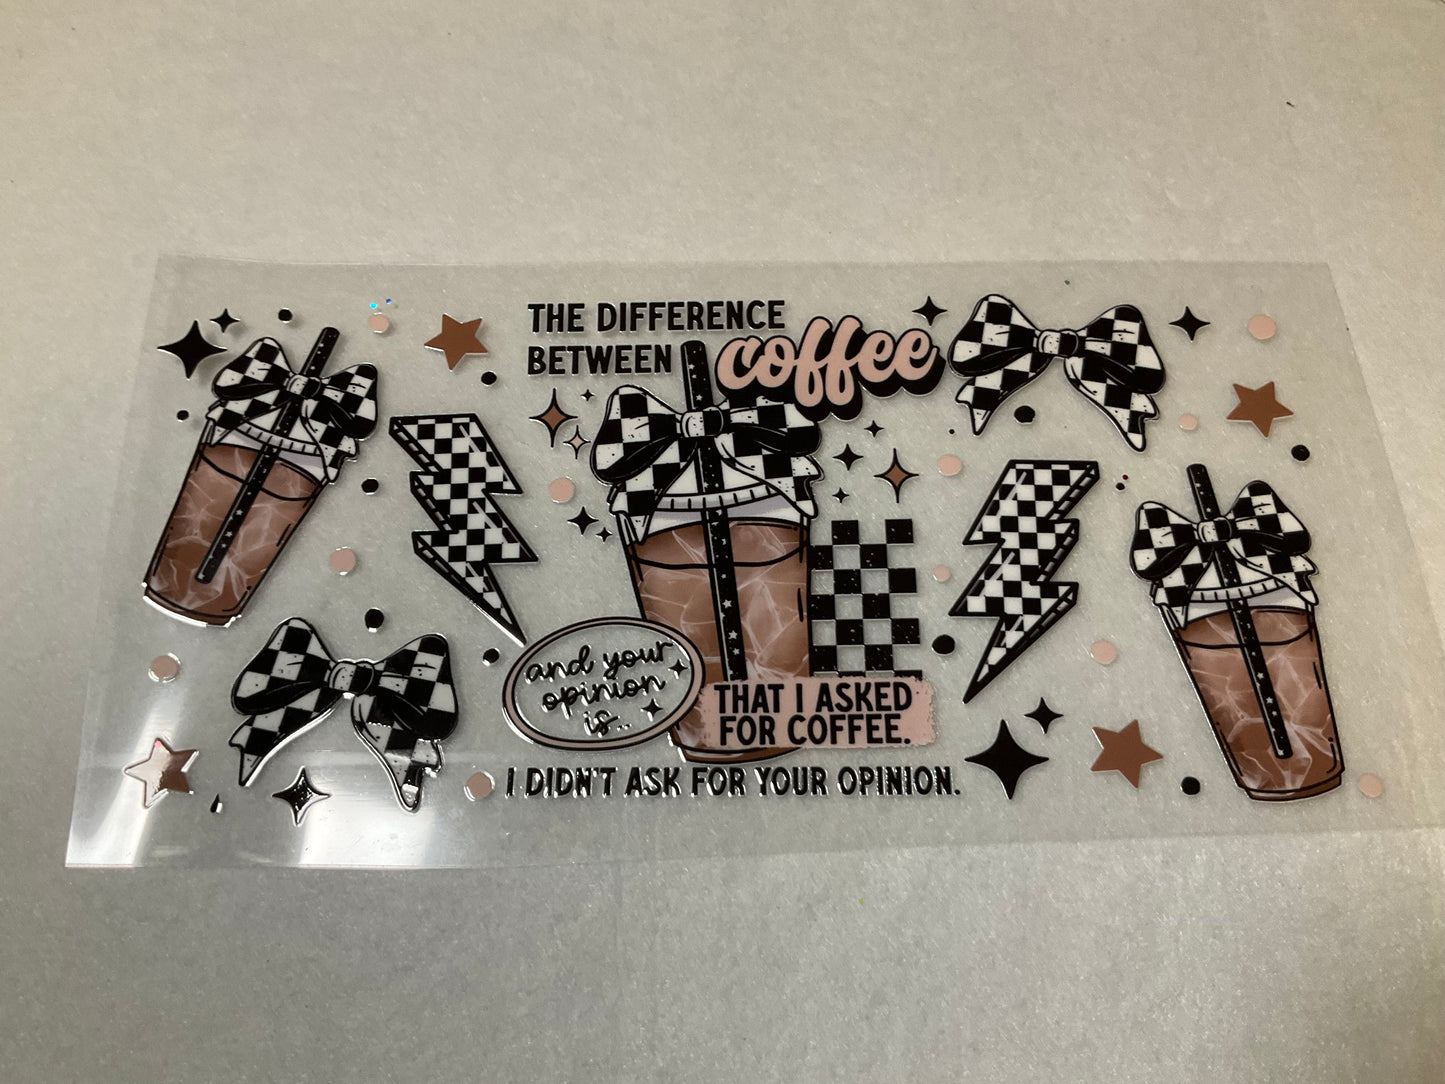 THE DIFFERENCE
BETWEEN coffee
and your
opinion
is..
THAT I ASKED
FOR COFFEE.
I DIDN'T ASK FOR YOUR OPINION.